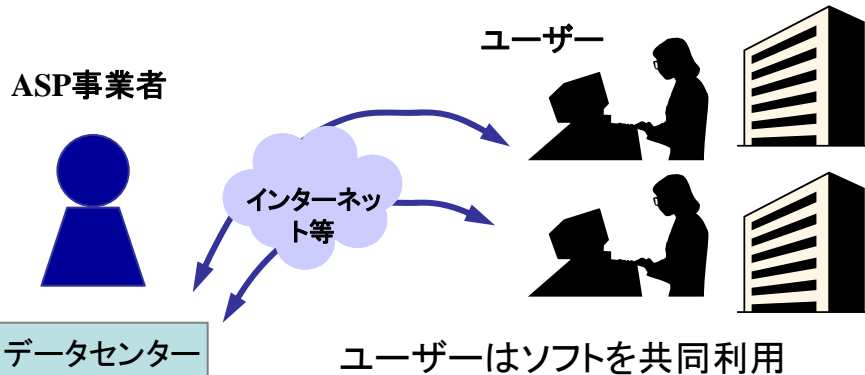 ユーザー
ASP事業者
インターネッ
ト等
データセンター
ユーザーはソフトを共同利用